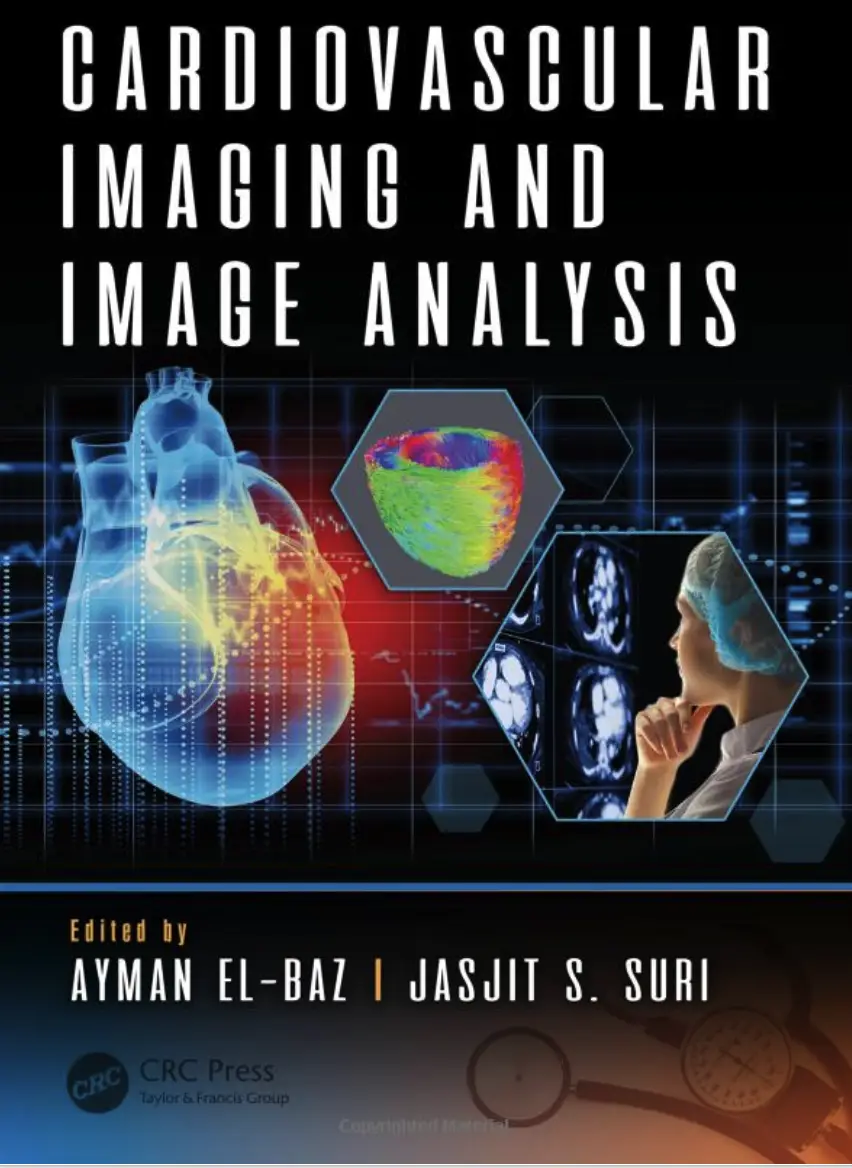 CARDIOVASCULAR
IMAGING AND
IMAGE ANALYSIS
Edited by
AYMAN EL-BAZ | JASJIT S. SURI
CRC CRC Press
Taylor & Francis Group
Copyrighted Material